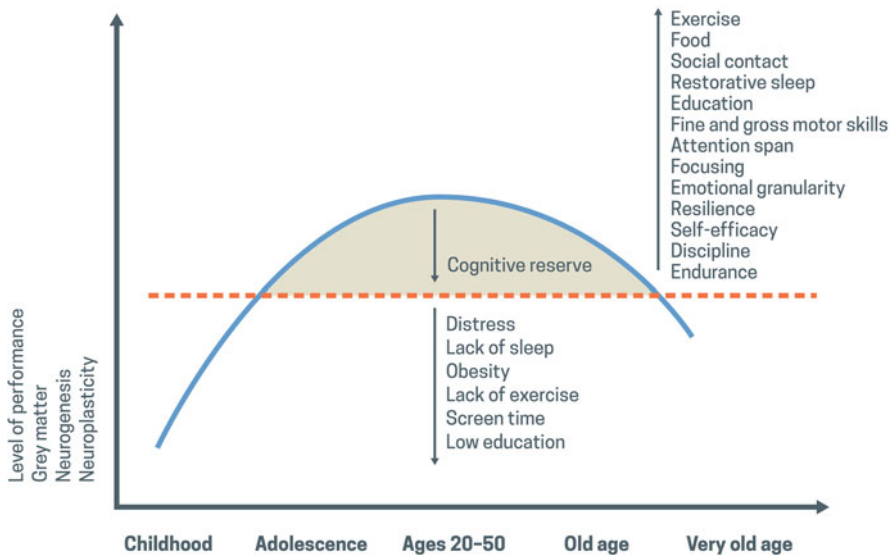 Exercise
Food
Social contact
Restorative sleep
Education
Fine and gross motor skills
Attention span
Focusing
Emotional granularity
Resilience
Self-efficacy
Discipline
Endurance
Cognitive reserve
Distress
Lack of sleep
Obesity
Lack of exercise
Screen time
Low education
Level of performance
Grey matter
Neurogenesis
Neuroplasticity
Childhood
Adolescence
Ages 20–50
Old age
Very old age